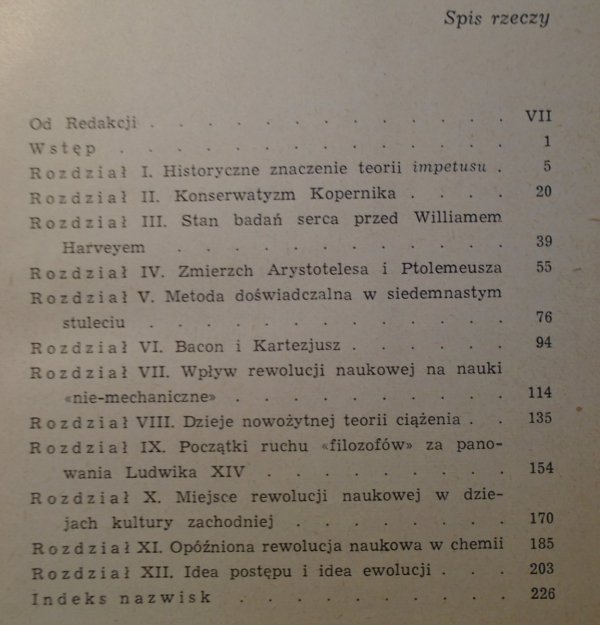 Spis rzeczy
Od Redakcji . . . . . . . . . . . . VII
Wstęp . . . . . . . . . . . . . 1
Rozdział I. Historyczne znaczenie teorii impetusu . 5
Rozdział II. Konserwatyzm Kopernika . . . . 20
Rozdział III. Stan badań serca przed Williamem
Harveyem . . . . . . . . . . . 39
Rozdział IV. Zmierzch Arystotelesa i Ptolemeusza 55
Rozdział V. Metoda doświadczalna w siedemnastym
stuleciu . . . . . . . . . . . . 76
Rozdział VI. Bacon i Kartezjusz . . . . . 94
Rozdział VII. Wpływ rewolucji naukowej na nauki
«nie-mechaniczne» . . . . . . . . 114
Rozdział VIII. Dzieje nowożytnej teorii ciążenia . . 135
Rozdział IX. Początki ruchu «filozofów» za pano-
wania Ludwika XIV . . . . . . . . 154
Rozdział X. Miejsce rewolucji naukowej w dzie-
jach kultury zachodniej . . . . . . . 170
Rozdział XI. Opóźniona rewolucja naukowa w chemii 185
Rozdział XII. Idea postępu i idea ewolucji . . . 203
Indeks nazwisk . . . . . . . . . 226